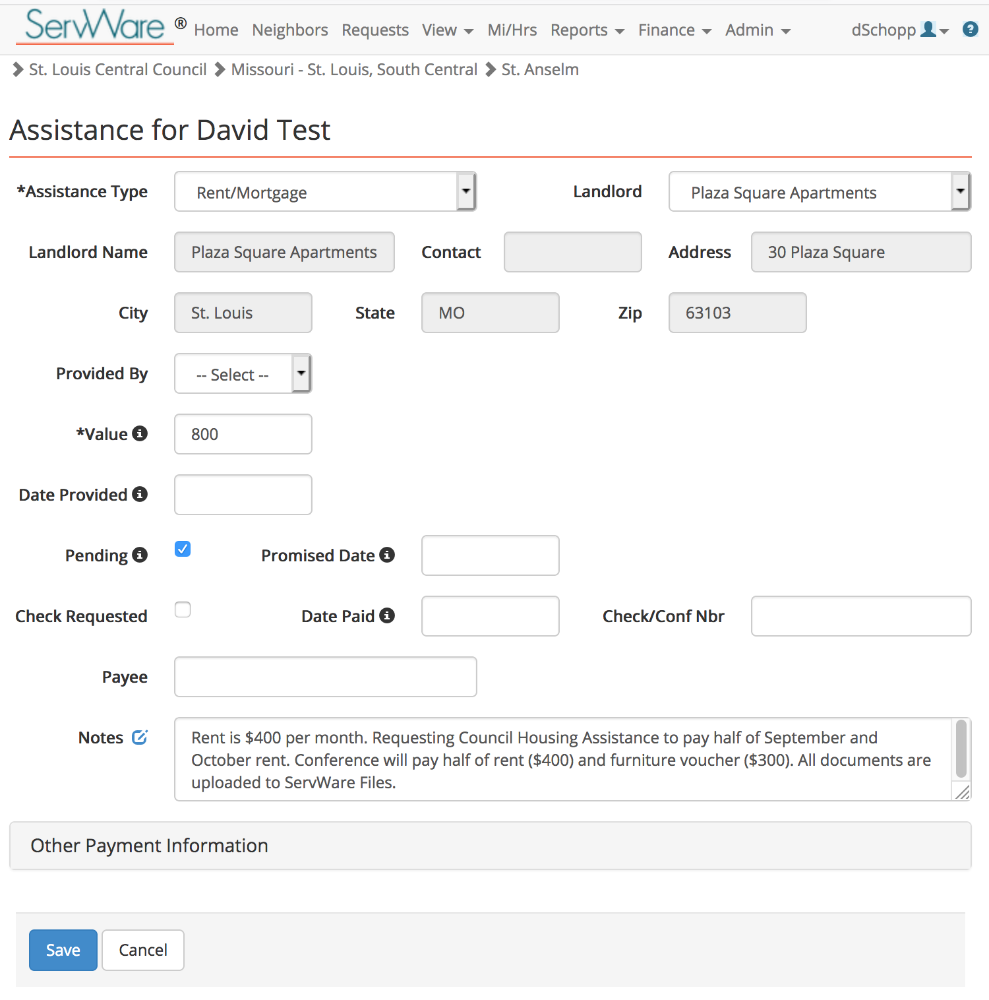 ServWare ® Home Neighbors Requests View Mi/Hrs Reports Finance Admin dSchopp ?
St. Louis Central Council Missouri - St. Louis, South Central St. Anselm
Assistance for David Test
*Assistance Type Rent/Mortgage Landlord Plaza Square Apartments
Landlord Name Plaza Square Apartments Contact Address 30 Plaza Square
City St. Louis State MO Zip 63103
Provided By -- Select --
*Value i 800
Date Provided i
Pending i Promised Date i
Check Requested Date Paid i Check/Conf Nbr
Payee
Notes Rent is $400 per month. Requesting Council Housing Assistance to pay half of September and
October rent. Conference will pay half of rent ($400) and furniture voucher ($300). All documents are
uploaded to ServWare Files.
Other Payment Information
Save Cancel